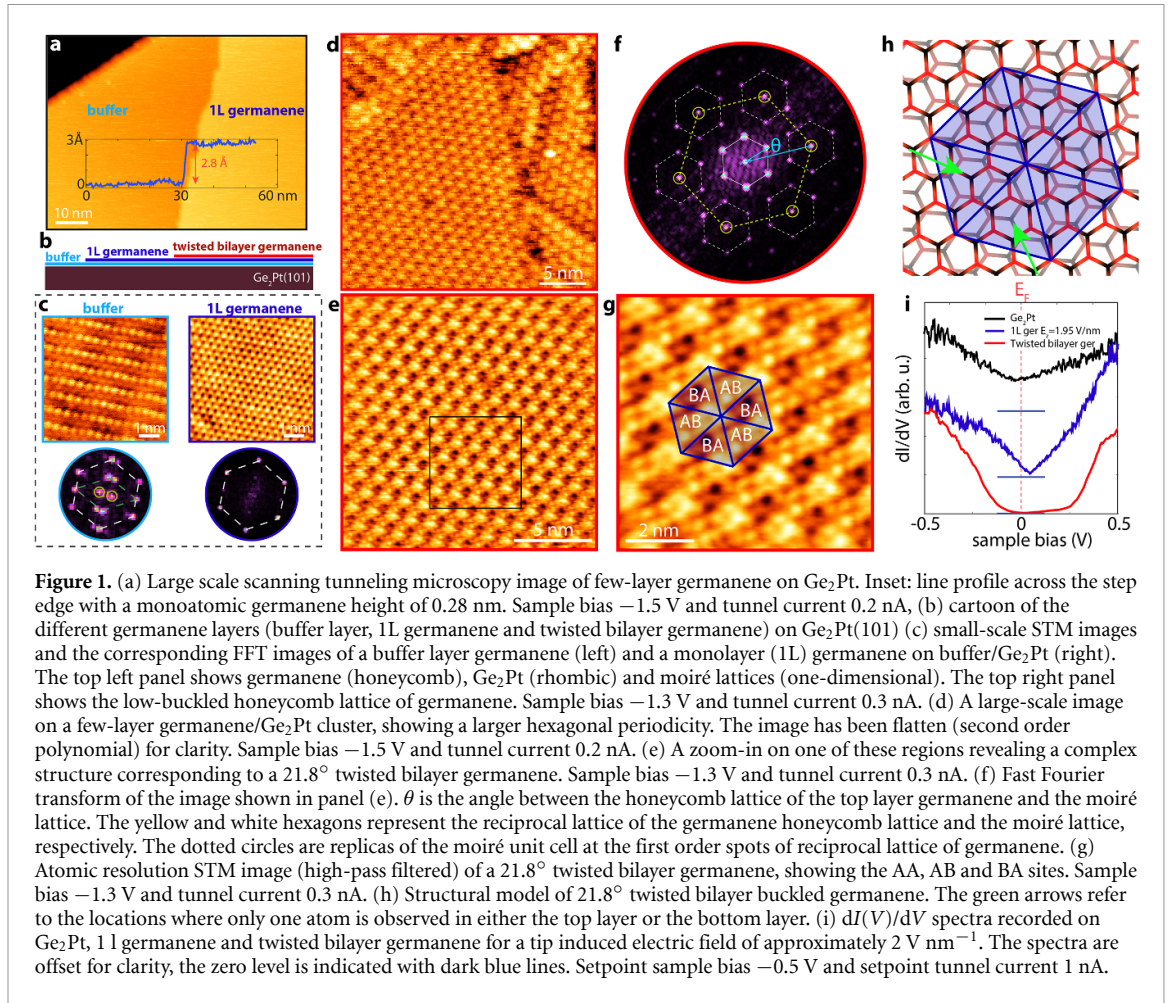 a
buffer
1L germanene
3Å
2.8 Å
0
0
30
60 nm
10 nm
b
buffer
1L germanene
twisted bilayer germanene
Ge₂Pt(101)
c
buffer
1L germanene
1 nm
1 nm
d
5 nm
e
5 nm
f
θ
g
AB
BA
BA
AB
AB
BA
2 nm
h
E_F
i
Ge₂Pt
1L ger E_z=1.95 V/nm
Twisted bilayer ger
dI/dV (arb. u.)
-0.5
0
0.5
sample bias (V)
Figure 1. (a) Large scale scanning tunneling microscopy image of few-layer germanene on Ge₂Pt. Inset: line profile across the step
edge with a monoatomic germanene height of 0.28 nm. Sample bias −1.5 V and tunnel current 0.2 nA, (b) cartoon of the
different germanene layers (buffer layer, 1L germanene and twisted bilayer germanene) on Ge₂Pt(101) (c) small-scale STM images
and the corresponding FFT images of a buffer layer germanene (left) and a monolayer (1L) germanene on buffer/Ge₂Pt (right).
The top left panel shows germanene (honeycomb), Ge₂Pt (rhombic) and moiré lattices (one-dimensional). The top right panel
shows the low-buckled honeycomb lattice of germanene. Sample bias −1.3 V and tunnel current 0.3 nA. (d) A large-scale image
on a few-layer germanene/Ge₂Pt cluster, showing a larger hexagonal periodicity. The image has been flatten (second order
polynomial) for clarity. Sample bias −1.5 V and tunnel current 0.2 nA. (e) A zoom-in on one of these regions revealing a complex
structure corresponding to a 21.8° twisted bilayer germanene. Sample bias −1.3 V and tunnel current 0.3 nA. (f) Fast Fourier
transform of the image shown in panel (e). θ is the angle between the honeycomb lattice of the top layer germanene and the moiré
lattice. The yellow and white hexagons represent the reciprocal lattice of the germanene honeycomb lattice and the moiré lattice,
respectively. The dotted circles are replicas of the moiré unit cell at the first order spots of reciprocal lattice of germanene. (g)
Atomic resolution STM image (high-pass filtered) of a 21.8° twisted bilayer germanene, showing the AA, AB and BA sites. Sample
bias −1.3 V and tunnel current 0.3 nA. (h) Structural model of 21.8° twisted bilayer buckled germanene. The green arrows refer
to the locations where only one atom is observed in either the top layer or the bottom layer. (i) dI(V)/dV spectra recorded on
Ge₂Pt, 1 l germanene and twisted bilayer germanene for a tip induced electric field of approximately 2 V nm⁻¹. The spectra are
offset for clarity, the zero level is indicated with dark blue lines. Setpoint sample bias −0.5 V and setpoint tunnel current 1 nA.